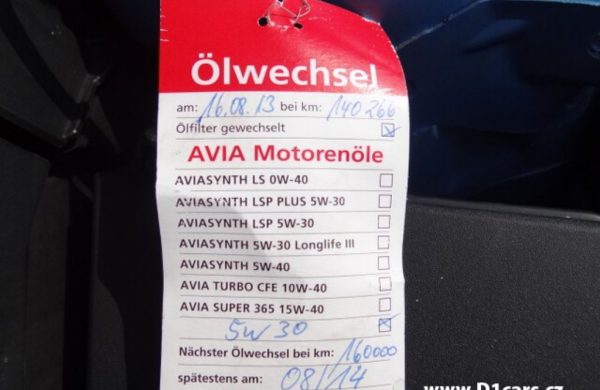 Ölwechsel
am: 16.08.13 bei km: 140266
Ölfilter gewechselt
AVIA Motorenöle
AVIASYNTH LS 0W-40
AVIASYNTH LSP PLUS 5W-30
AVIASYNTH LSP 5W-30
AVIASYNTH 5W-30 Longlife III
AVIASYNTH 5W-40
AVIA TURBO CFE 10W-40
AVIA SUPER 365 15W-40
5W30
Nächster Ölwechsel bei km: 160000
spätestens am: 08/14
www.D1cars.cz